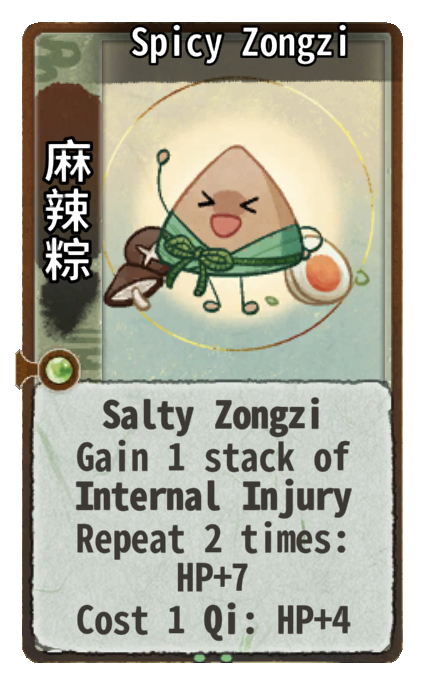 Spicy Zongzi
麻辣粽
Salty Zongzi
Gain 1 stack of
Internal Injury
Repeat 2 times:
HP+7
Cost 1 Qi: HP+4